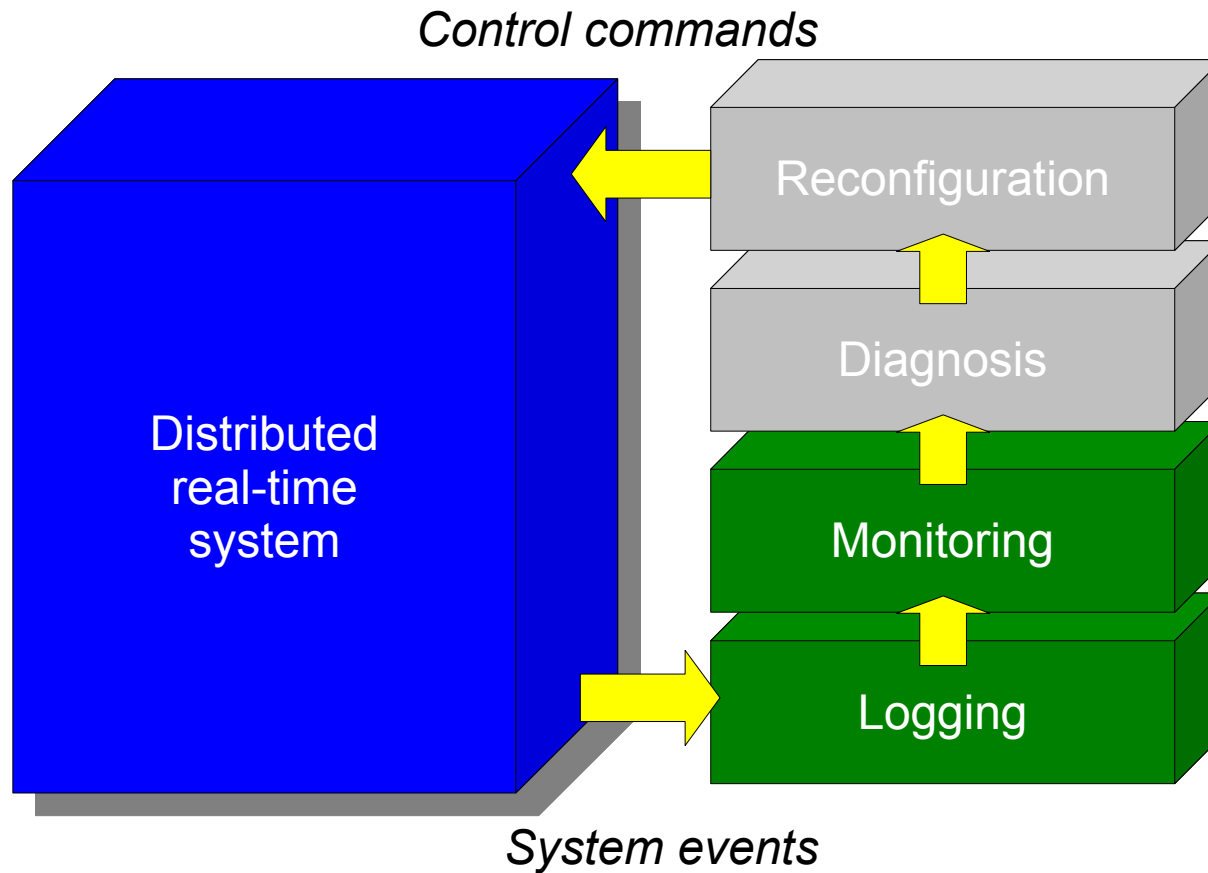 Control commands
Reconfiguration
Diagnosis
Distributed
real-time
system
Monitoring
Logging
System events